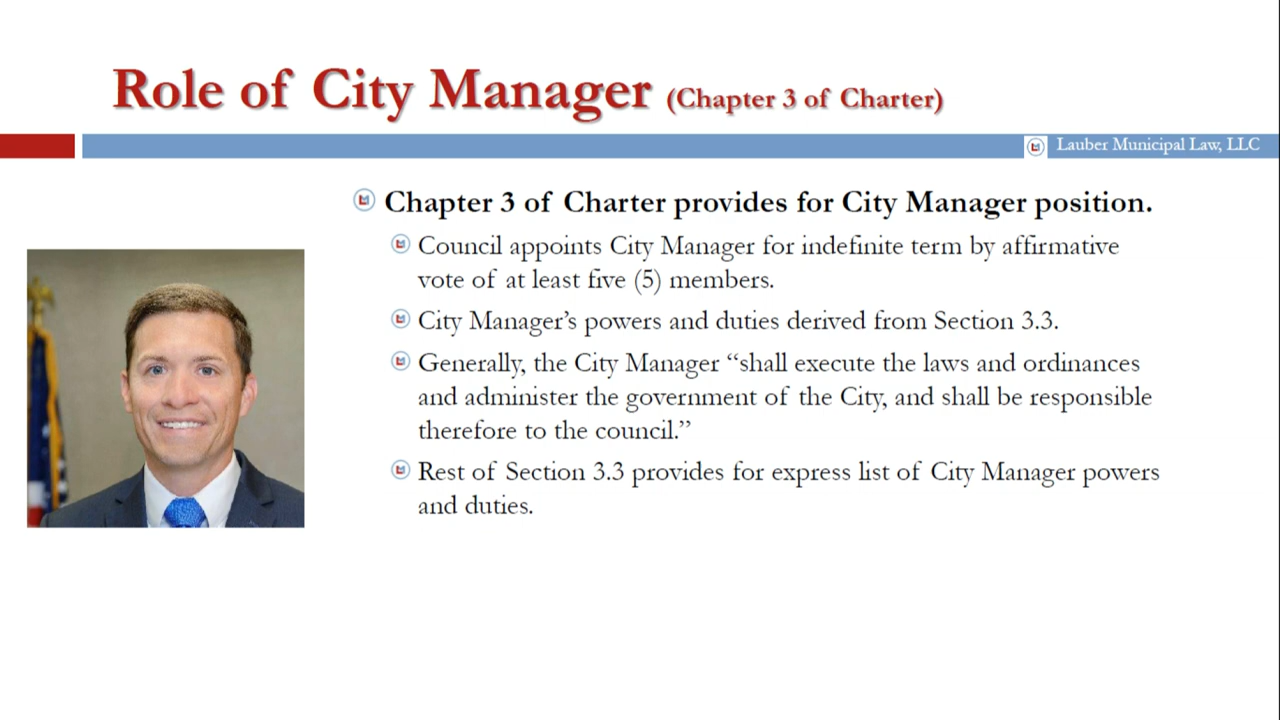 Role of City Manager (Chapter 3 of Charter)
Lauber Municipal Law, LLC
Chapter 3 of Charter provides for City Manager position.
Council appoints City Manager for indefinite term by affirmative
vote of at least five (5) members.
City Manager’s powers and duties derived from Section 3.3.
Generally, the City Manager “shall execute the laws and ordinances
and administer the government of the City, and shall be responsible
therefore to the council.”
Rest of Section 3.3 provides for express list of City Manager powers
and duties.